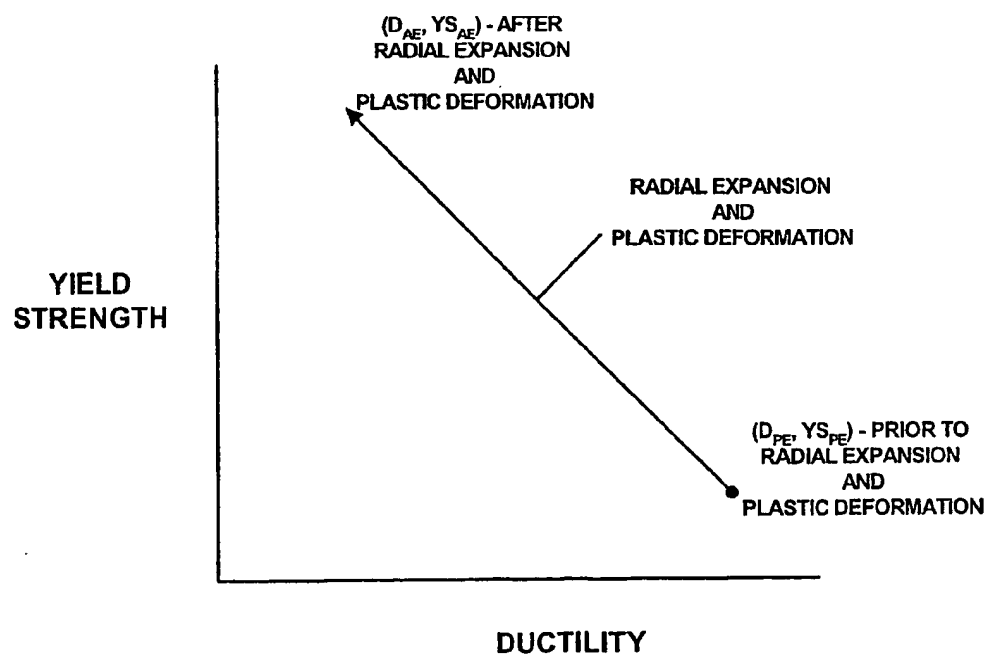 (D_AE, YS_AE) - AFTER
RADIAL EXPANSION
AND
PLASTIC DEFORMATION
RADIAL EXPANSION
AND
PLASTIC DEFORMATION
YIELD
STRENGTH
(D_PE, YS_PE) - PRIOR TO
RADIAL EXPANSION
AND
PLASTIC DEFORMATION
DUCTILITY